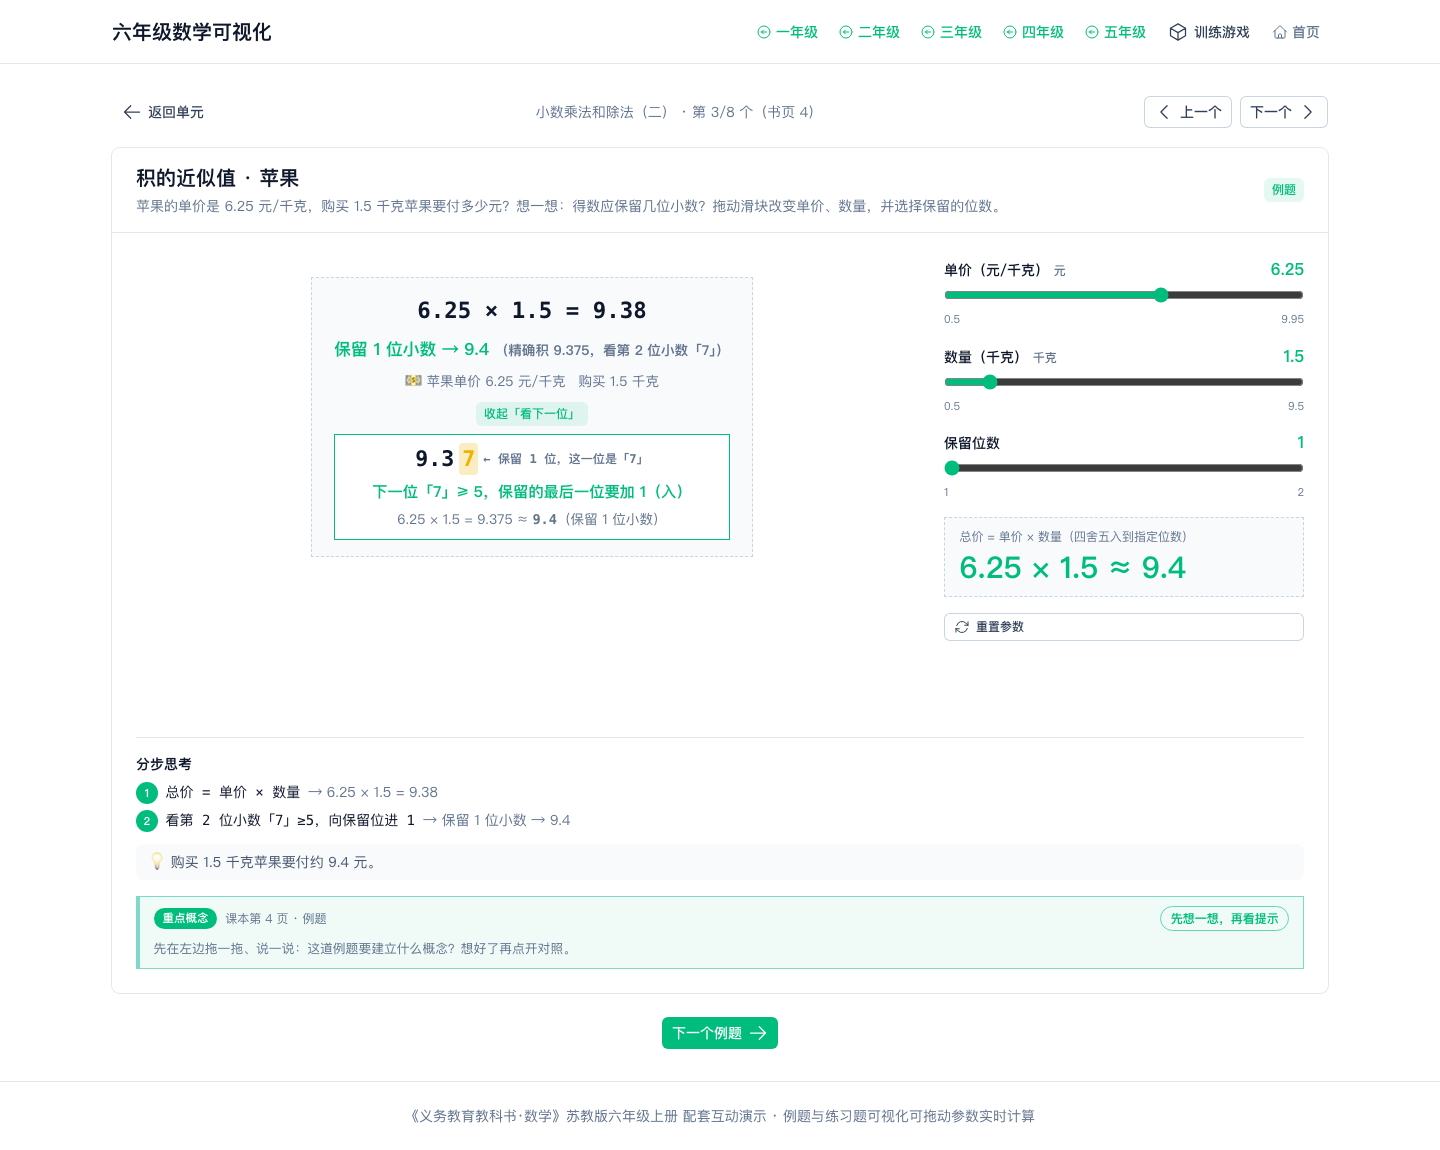 六年级数学可视化
一年级 二年级 三年级 四年级 五年级 训练游戏 首页
返回单元
小数乘法和除法（二） · 第 3/8 个（书页 4）
上一个 下一个
积的近似值 · 苹果
苹果的单价是 6.25 元/千克，购买 1.5 千克苹果要付多少元？想一想：得数应保留几位小数？拖动滑块改变单价、数量，并选择保留的位数。
例题
6.25 × 1.5 = 9.38
保留 1 位小数 → 9.4 （精确积 9.375，看第 2 位小数「7」）
苹果单价 6.25 元/千克 购买 1.5 千克
收起「看下一位」
9.3 7 ← 保留 1 位，这一位是「7」
下一位「7」≥ 5，保留的最后一位要加 1（入）
6.25 × 1.5 = 9.375 ≈ 9.4（保留 1 位小数）
单价（元/千克） 元 6.25
0.5 9.95
数量（千克） 千克 1.5
0.5 9.5
保留位数 1
1 2
总价 = 单价 × 数量（四舍五入到指定位数）
6.25 × 1.5 ≈ 9.4
重置参数
分步思考
1 总价 = 单价 × 数量 → 6.25 × 1.5 = 9.38
2 看第 2 位小数「7」≥5，向保留位进 1 → 保留 1 位小数 → 9.4
购买 1.5 千克苹果要付约 9.4 元。
重点概念 课本第 4 页 · 例题
先想一想，再看提示
先在左边拖一拖、说一说：这道例题要建立什么概念？想好了再点开对照。
下一个例题
《义务教育教科书·数学》苏教版六年级上册 配套互动演示 · 例题与练习题可视化可拖动参数实时计算